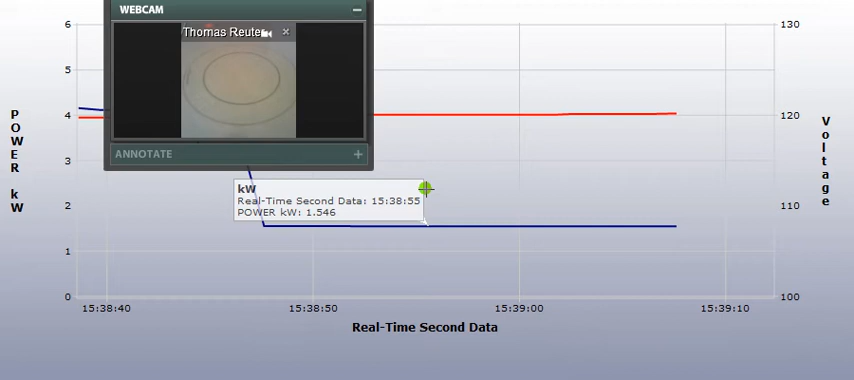 WEBCAM
Thomas Reute
ANNOTATE
6
5
4
3
2
1
0
POWER kW
130
120
110
100
Voltage
kW
Real-Time Second Data: 15:38:55
POWER kW: 1.546
15:38:40
15:38:50
15:39:00
15:39:10
Real-Time Second Data